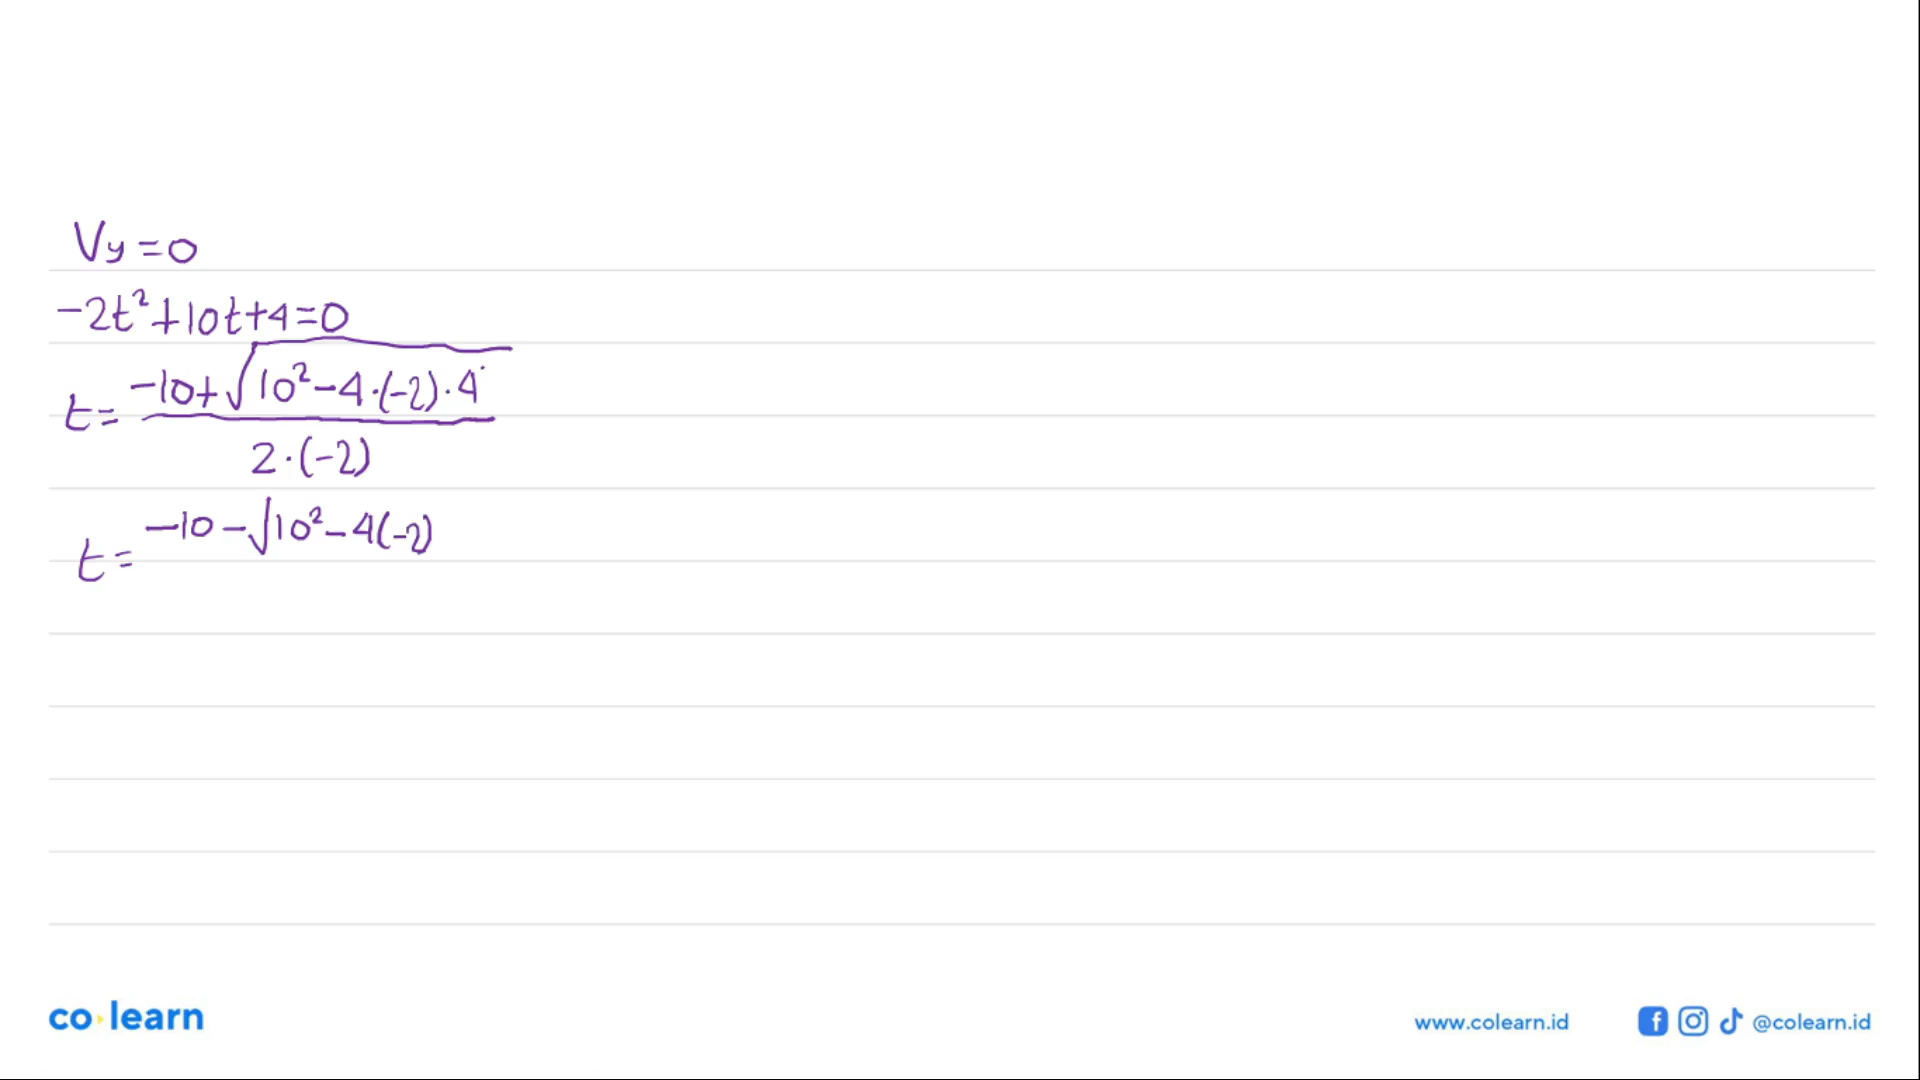 Vy=0
-2t²+10t+4=0
t= -10+√10²-4·(-2)·4
2·(-2)
t= -10-√10²-4(-2)
co learn
www.colearn.id @colearn.id